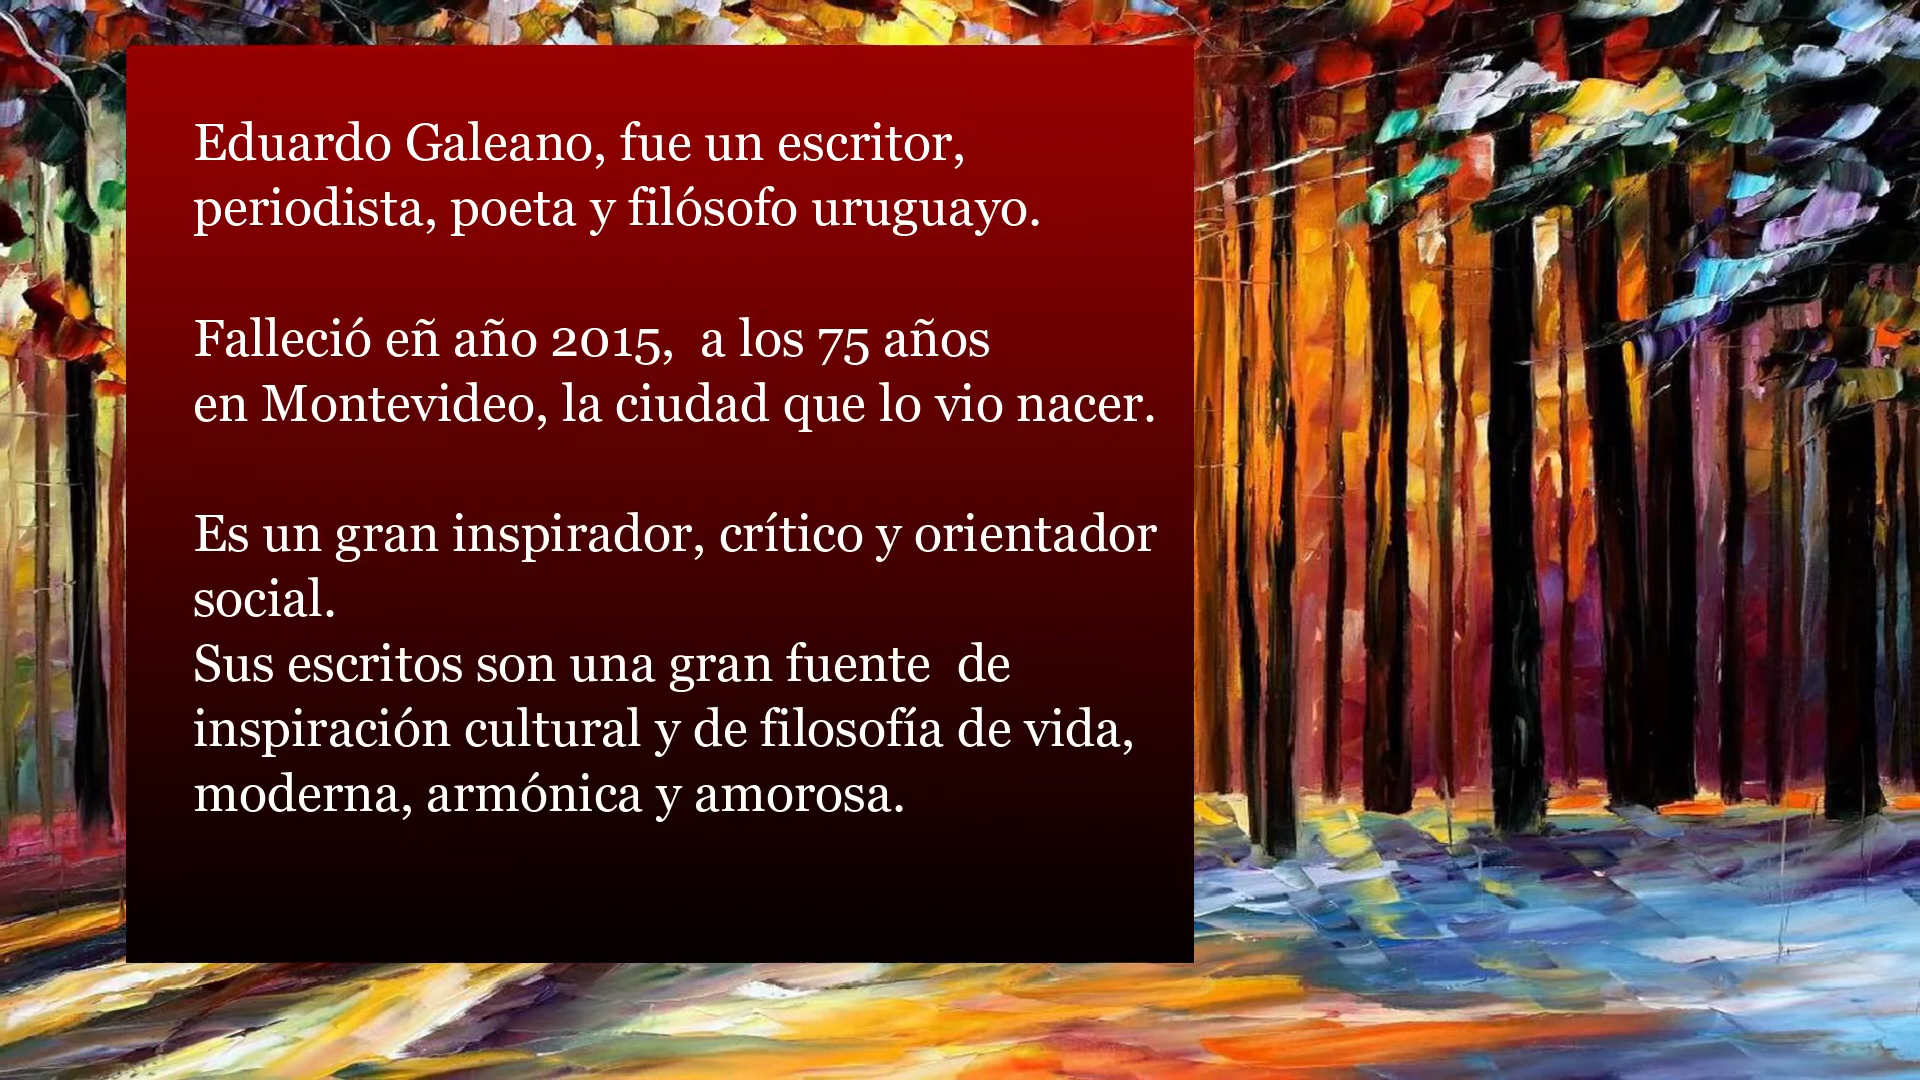 Eduardo Galeano, fue un escritor,
periodista, poeta y filósofo uruguayo.
Falleció eñ año 2015,  a los 75 años
en Montevideo, la ciudad que lo vio nacer.
Es un gran inspirador, crítico y orientador
social.
Sus escritos son una gran fuente  de
inspiración cultural y de filosofía de vida,
moderna, armónica y amorosa.